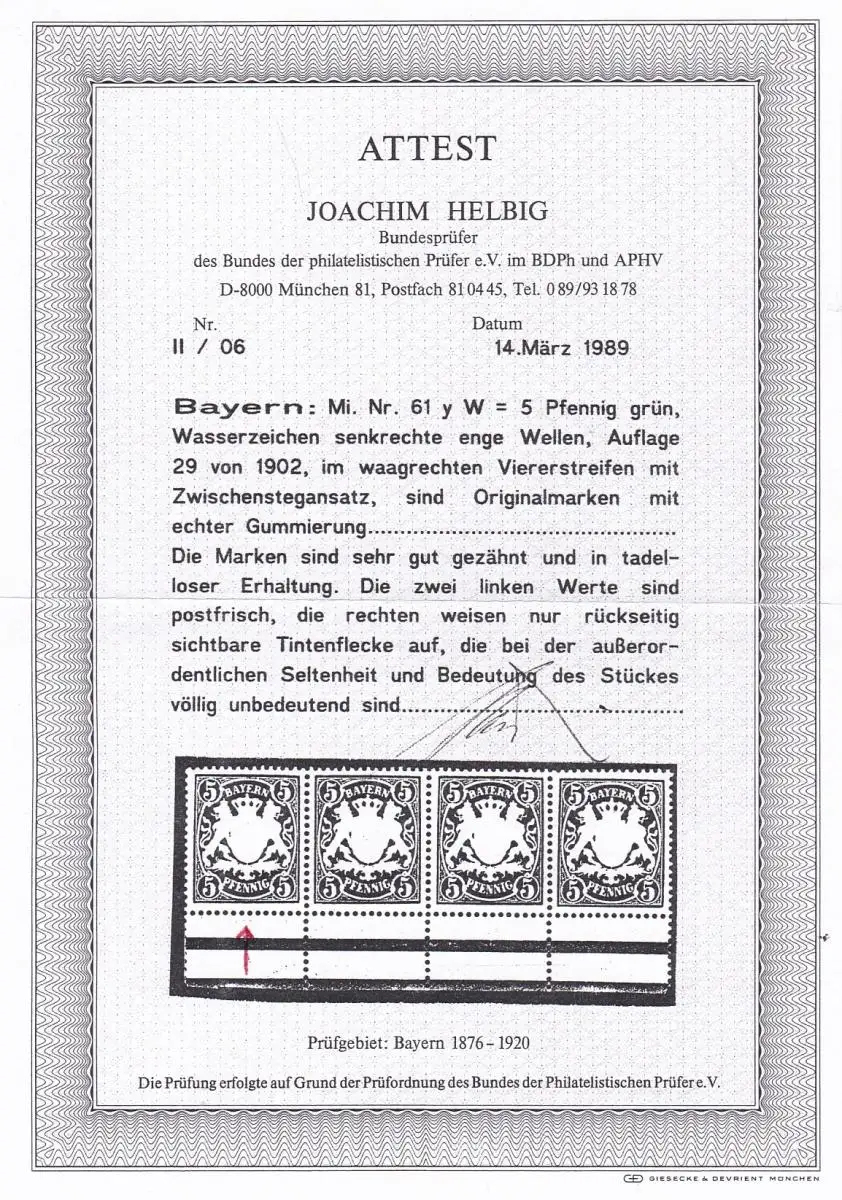 ATTEST
JOACHIM HELBIG
Bundesprüfer
des Bundes der philatelistischen Prüfer e.V. im BDPh und APHV
D-8000 München 81, Postfach 81 04 45, Tel. 0 89/93 18 78
Nr. Datum
II / 06 14.März 1989
Bayern: Mi. Nr. 61 y W = 5 Pfennig grün,
Wasserzeichen senkrechte enge Wellen, Auflage
29 von 1902, im waagrechten Viererstreifen mit
Zwischenstegansatz, sind Originalmarken mit
echter Gummierung............................................
Die Marken sind sehr gut gezähnt und in tadel-
loser Erhaltung. Die zwei linken Werte sind
postfrisch, die rechten weisen nur rückseitig
sichtbare Tintenflecke auf, die bei der außeror-
dentlichen Seltenheit und Bedeutung des Stückes
völlig unbedeutend sind........................................
5 BAYERN 5 5 BAYERN 5 5 BAYERN 5 5 BAYERN 5
5 PFENNIG 5 5 PFENNIG 5 5 PFENNIG 5 5 PFENNIG 5
Prüfgebiet: Bayern 1876–1920
Die Prüfung erfolgte auf Grund der Prüfordnung des Bundes der Philatelistischen Prüfer e.V.
GIESECKE & DEVRIENT MÜNCHEN